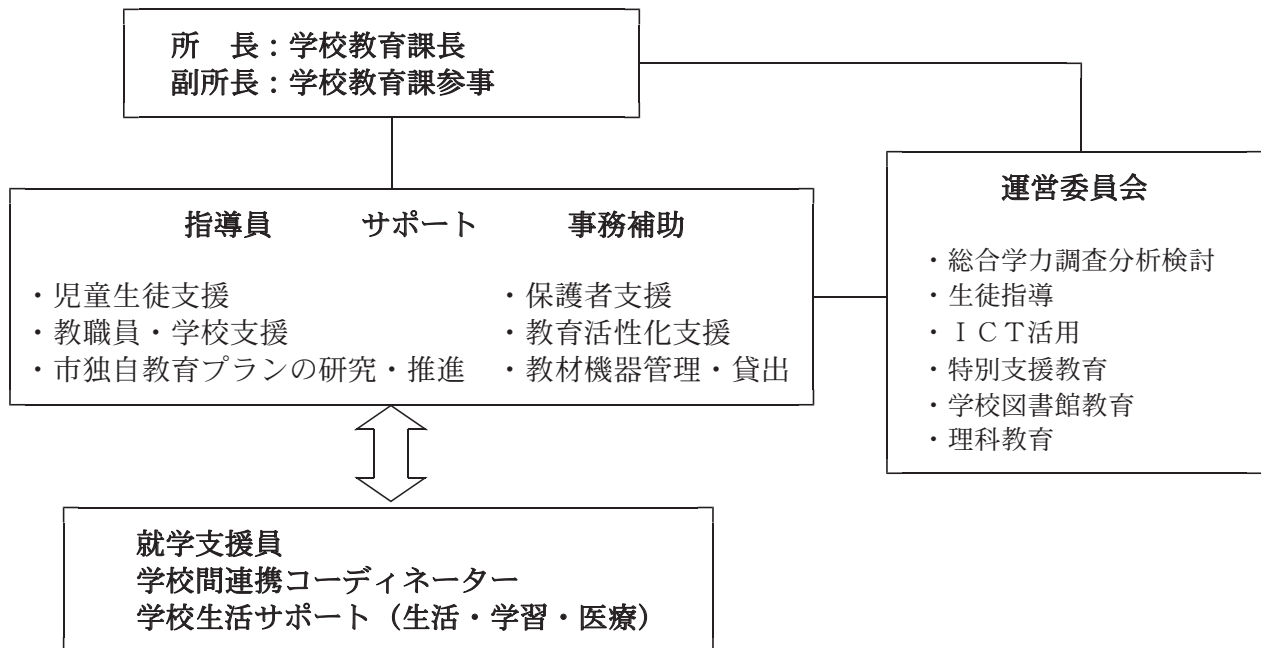 所　長：学校教育課長
副所長：学校教育課参事
指導員　サポート　事務補助
・児童生徒支援　・保護者支援
・教職員・学校支援　・教育活性化支援
・市独自教育プランの研究・推進　・教材機器管理・貸出
運営委員会
・総合学力調査分析検討
・生徒指導
・ＩＣＴ活用
・特別支援教育
・学校図書館教育
・理科教育
就学支援員
学校間連携コーディネーター
学校生活サポート（生活・学習・医療）